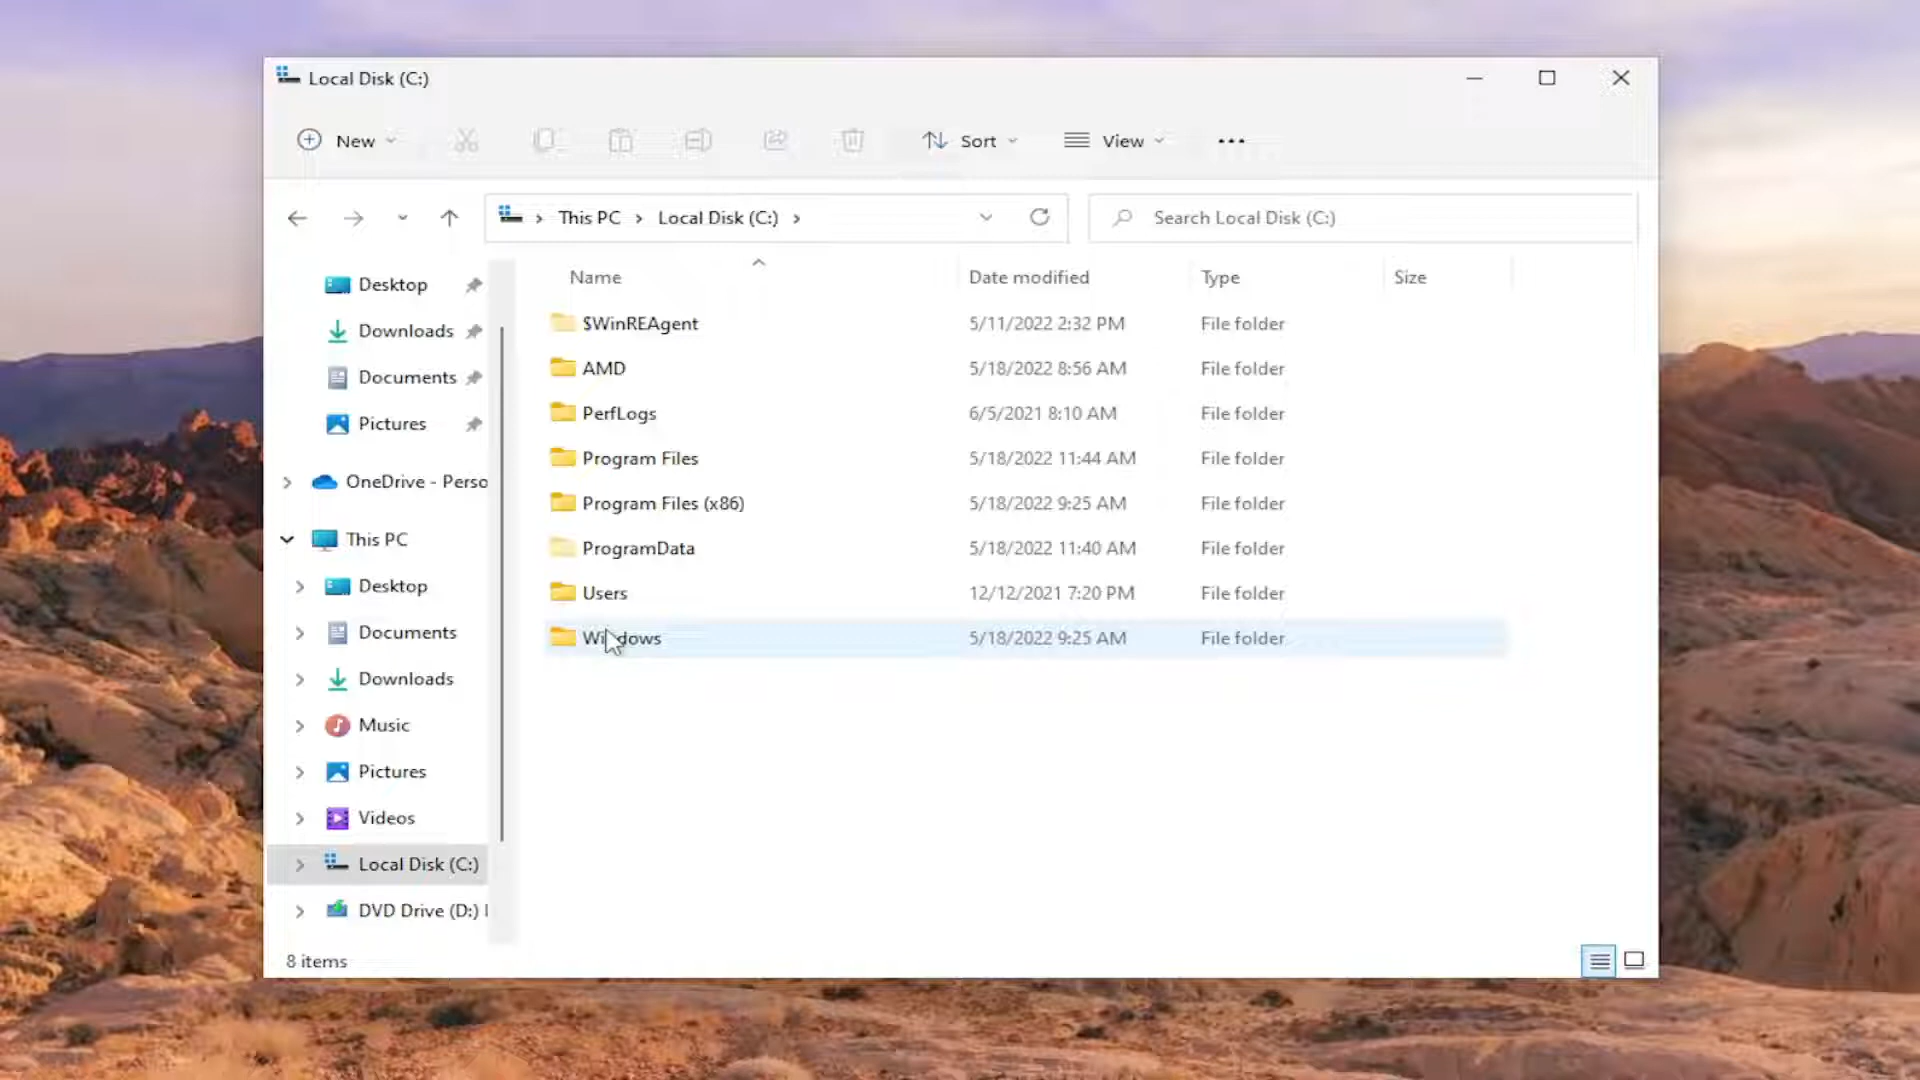 Local Disk (C:)
New
Sort
View
This PC
Local Disk (C:)
Search Local Disk (C:)
Desktop
Downloads
Documents
Pictures
OneDrive - Perso
This PC
Desktop
Documents
Downloads
Music
Pictures
Videos
Local Disk (C:)
DVD Drive (D:)
Name Date modified Type Size
$WinREAgent 5/11/2022 2:32 PM File folder
AMD 5/18/2022 8:56 AM File folder
PerfLogs 6/5/2021 8:10 AM File folder
Program Files 5/18/2022 11:44 AM File folder
Program Files (x86) 5/18/2022 9:25 AM File folder
ProgramData 5/18/2022 11:40 AM File folder
Users 12/12/2021 7:20 PM File folder
Windows 5/18/2022 9:25 AM File folder
8 items